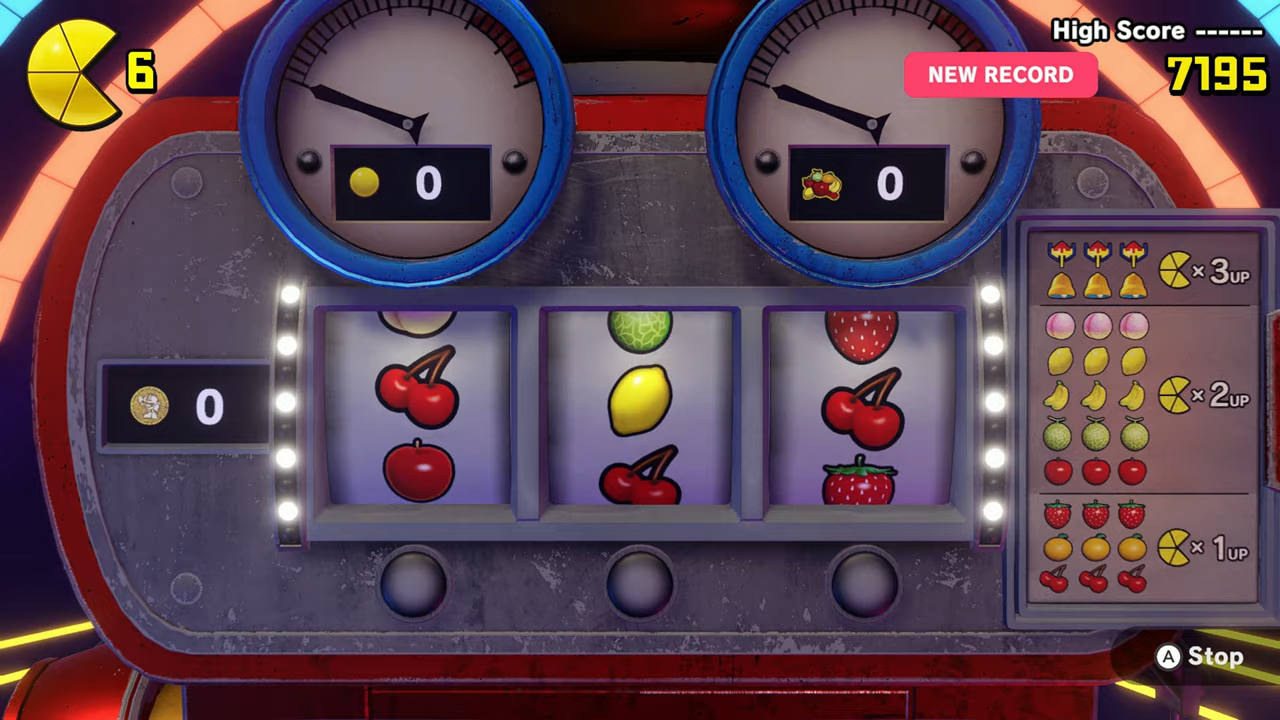 6
High Score ------
NEW RECORD
7195
0
0
0
× 3UP
× 2UP
× 1UP
A Stop